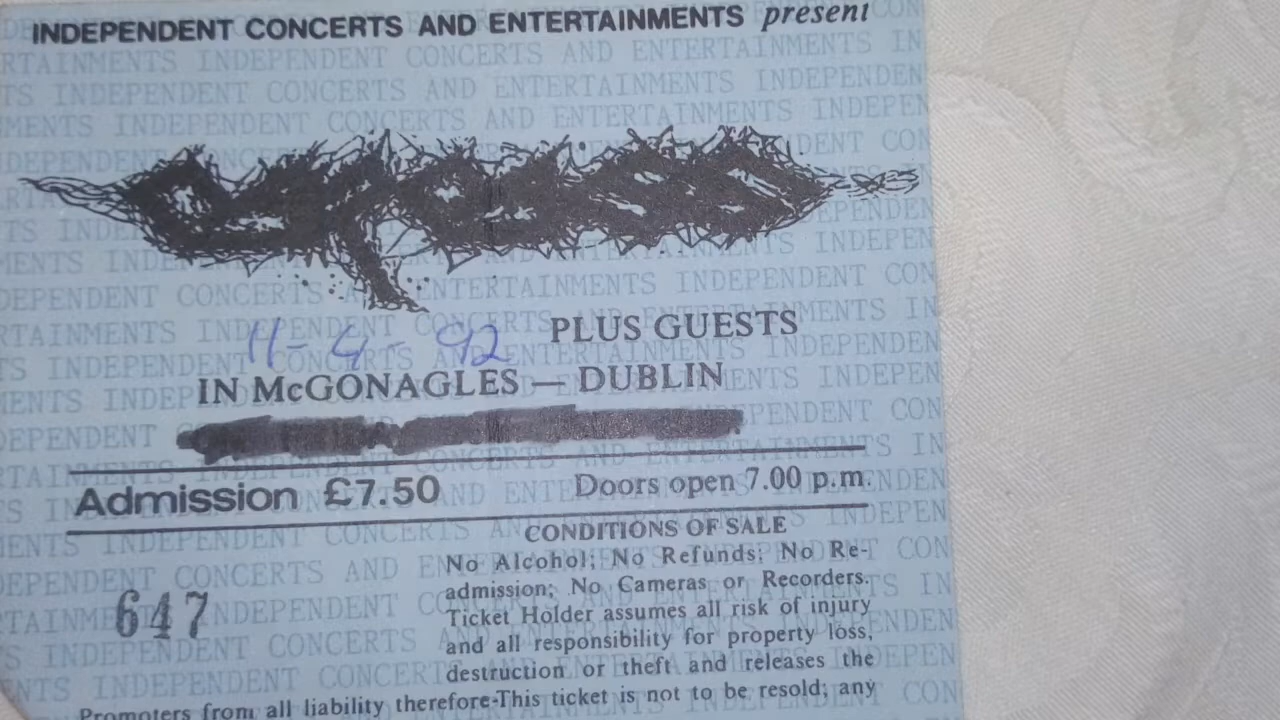 INDEPENDENT CONCERTS AND ENTERTAINMENTS present
CARCASS
11-4-92 PLUS GUESTS
IN McGONAGLES — DUBLIN
Admission £7.50 Doors open 7.00 p.m.
CONDITIONS OF SALE
No Alcohol; No Refunds; No Re-
admission; No Cameras or Recorders.
647
Ticket Holder assumes all risk of injury
and all responsibility for property loss,
destruction or theft and releases the
Promoters from all liability therefore-This ticket is not to be resold; any